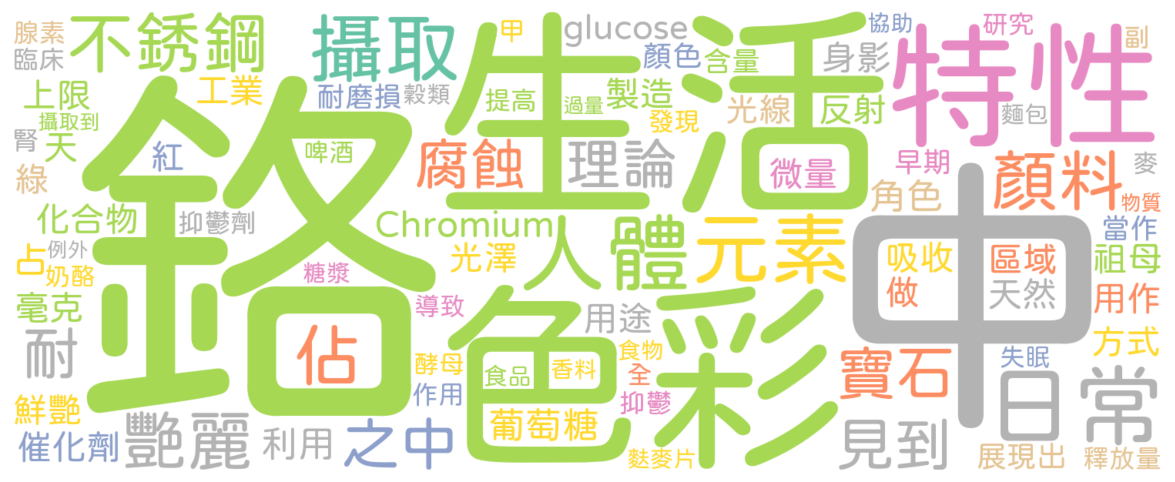 腺素
不銹鋼
攝取
甲
glucose
協助
研究
副
臨床
顏色
含量
身影
特性
工業
耐磨損
穀類
提高
過量
製造
光線
反射
麵包
上限
攝取到
天
發現
生活
鉻
腎
紅
啤酒
腐蝕
理論
微量
早期
顏料
麥
綠
角色
物質
化合物
抑鬱劑
Chromium
人體
元素
中
當作
占
例外
奶酪
糖漿
光澤
吸收
區域
祖母
毫克
導致
色彩
用途
做
天然
用作
耐
佔
酵母
食物
方式
食品
香料
全
寶石
失眠
日常
鮮艷
作用
抑鬱
葡萄糖
催化劑
艷麗
利用
之中
見到
麩麥片
展現出
釋放量